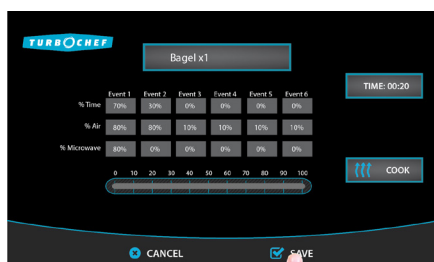 TURBOCHEF
Bagel x1
TIME: 00:20
Event 1 Event 2 Event 3 Event 4 Event 5 Event 6
% Time 70% 30% 0% 0% 0% 0%
% Air 80% 80% 10% 10% 10% 10%
% Microwave 80% 0% 0% 0% 0% 0%
COOK
0 10 20 30 40 50 60 70 80 90 100
CANCEL SAVE